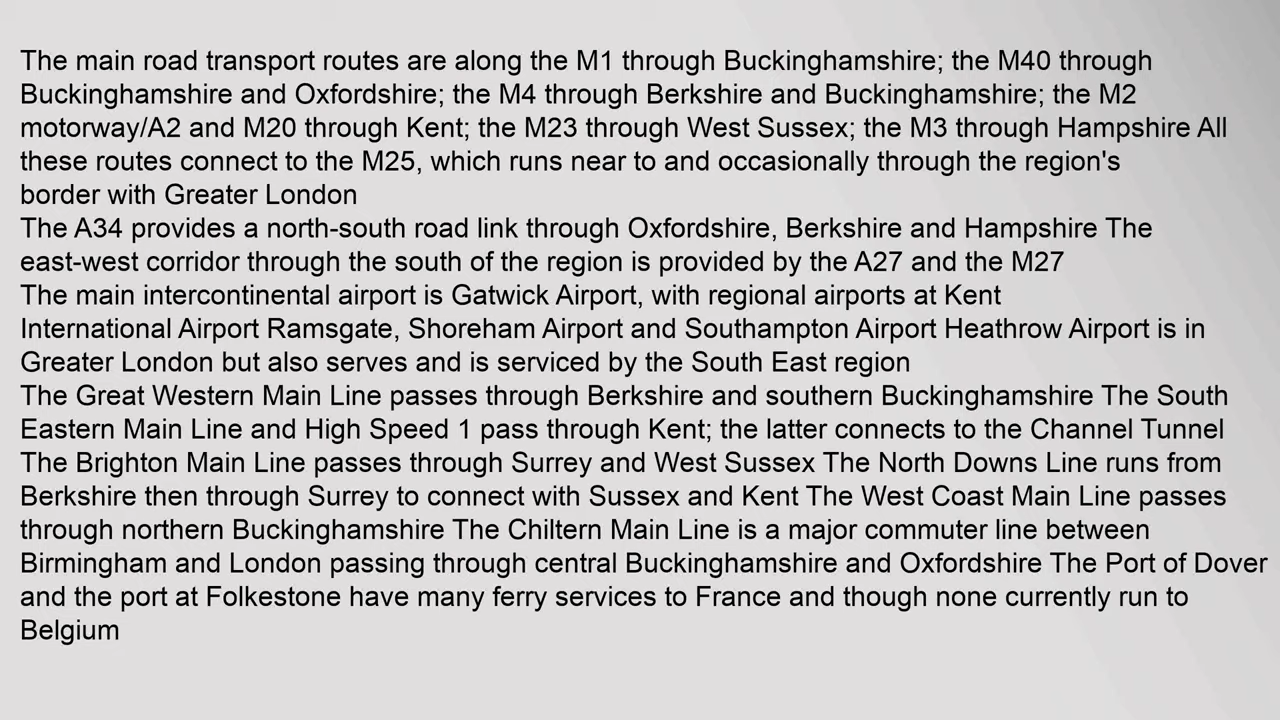 The main road transport routes are along the M1 through Buckinghamshire; the M40 through
Buckinghamshire and Oxfordshire; the M4 through Berkshire and Buckinghamshire; the M2
motorway/A2 and M20 through Kent; the M23 through West Sussex; the M3 through Hampshire All
these routes connect to the M25, which runs near to and occasionally through the region's
border with Greater London
The A34 provides a north-south road link through Oxfordshire, Berkshire and Hampshire The
east-west corridor through the south of the region is provided by the A27 and the M27
The main intercontinental airport is Gatwick Airport, with regional airports at Kent
International Airport Ramsgate, Shoreham Airport and Southampton Airport Heathrow Airport is in
Greater London but also serves and is serviced by the South East region
The Great Western Main Line passes through Berkshire and southern Buckinghamshire The South
Eastern Main Line and High Speed 1 pass through Kent; the latter connects to the Channel Tunnel
The Brighton Main Line passes through Surrey and West Sussex The North Downs Line runs from
Berkshire then through Surrey to connect with Sussex and Kent The West Coast Main Line passes
through northern Buckinghamshire The Chiltern Main Line is a major commuter line between
Birmingham and London passing through central Buckinghamshire and Oxfordshire The Port of Dover
and the port at Folkestone have many ferry services to France and though none currently run to
Belgium